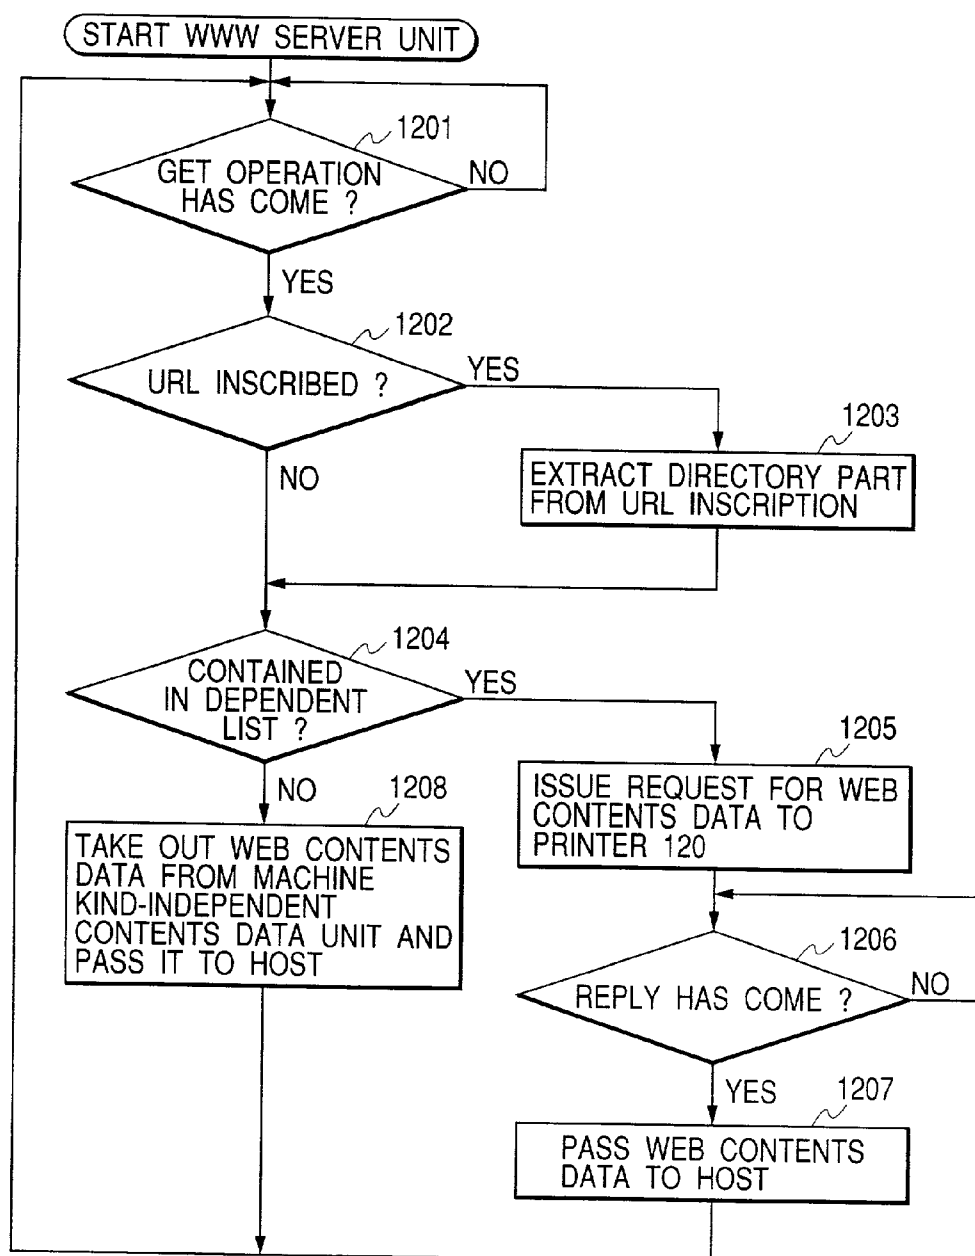 START WWW SERVER UNIT
1201
GET OPERATION
HAS COME ?
NO
YES
1202
URL INSCRIBED ?
YES
1203
EXTRACT DIRECTORY PART
FROM URL INSCRIPTION
NO
1204
CONTAINED
IN DEPENDENT
LIST ?
YES
1205
ISSUE REQUEST FOR WEB
CONTENTS DATA TO
PRINTER 120
NO
1208
TAKE OUT WEB CONTENTS
DATA FROM MACHINE
KIND-INDEPENDENT
CONTENTS DATA UNIT AND
PASS IT TO HOST
1206
REPLY HAS COME ?
NO
YES
1207
PASS WEB CONTENTS
DATA TO HOST